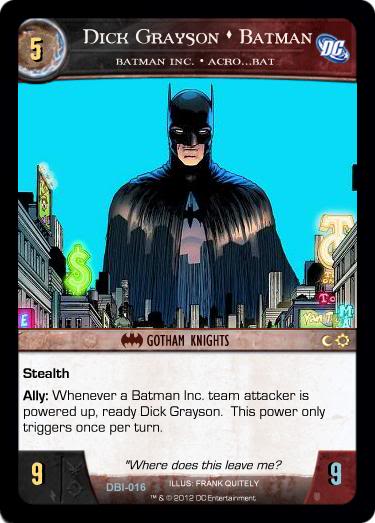 5
DICK GRAYSON ♦ BATMAN
DC
BATMAN INC. • ACRO...BAT
$
GOTHAM KNIGHTS
Stealth
Ally: Whenever a Batman Inc. team attacker is
powered up, ready Dick Grayson. This power only
triggers once per turn.
"Where does this leave me?
9
DBI-016
ILLUS: FRANK QUITELY
9
™ & © 2012 DC Entertainment